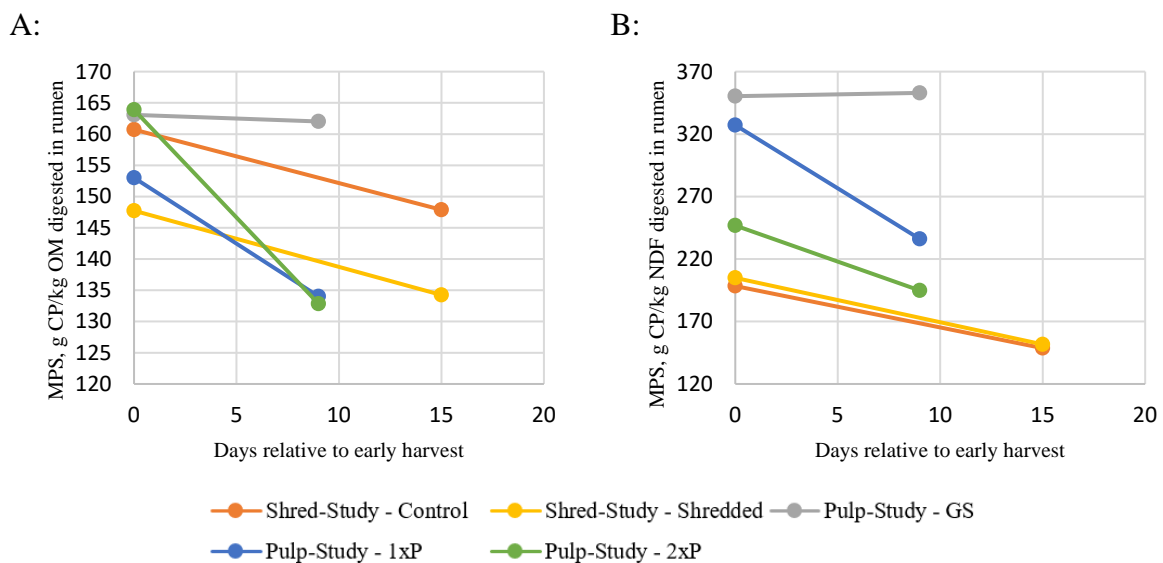 A:
B:
MPS, g CP/kg OM digested in rumen
170
165
160
155
150
145
140
135
130
125
120
0 5 10 15 20
Days relative to early harvest
MPS, g CP/kg NDF digested in rumen
370
320
270
220
170
120
0 5 10 15 20
Days relative to early harvest
Shred-Study - Control Shred-Study - Shredded Pulp-Study - GS
Pulp-Study - 1xP Pulp-Study - 2xP